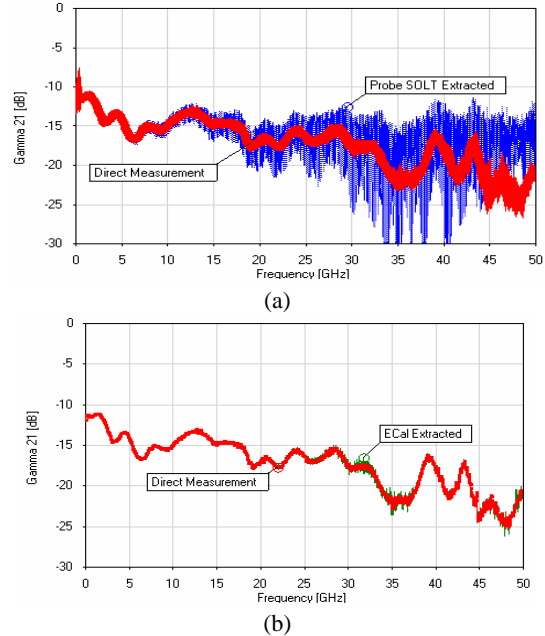 0
-5
-10
-15
-20
-25
-30
Gamma 21 [dB]
Probe SOLT Extracted
Direct Measurement
0 5 10 15 20 25 30 35 40 45 50
Frequency [GHz]
(a)
0
-5
-10
-15
-20
-25
-30
Gamma 21 [dB]
ECal Extracted
Direct Measurement
0 5 10 15 20 25 30 35 40 45 50
Frequency [GHz]
(b)